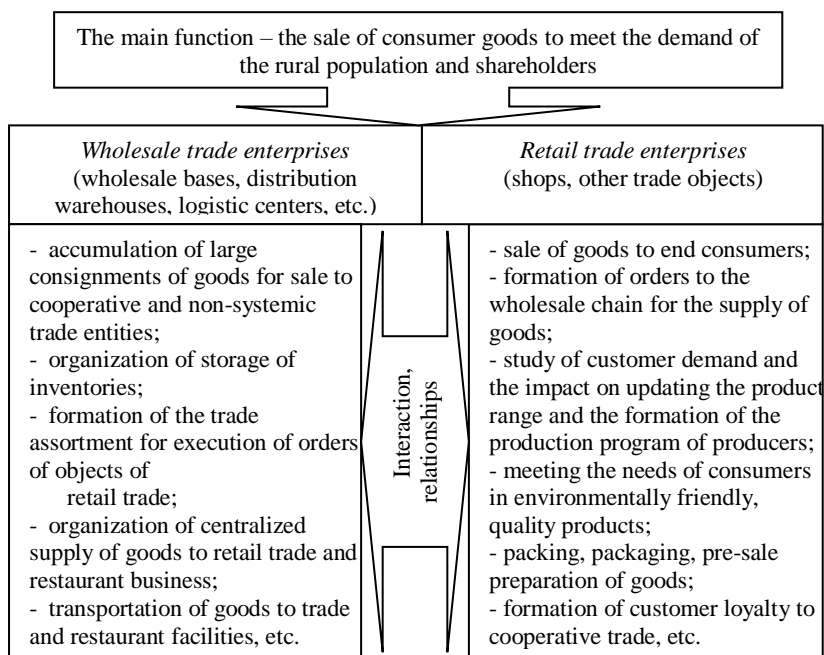 The main function – the sale of consumer goods to meet the demand of
the rural population and shareholders
Wholesale trade enterprises
(wholesale bases, distribution
warehouses, logistic centers, etc.)
Retail trade enterprises
(shops, other trade objects)
- accumulation of large
consignments of goods for sale to
cooperative and non-systemic
trade entities;
- organization of storage of
inventories;
- formation of the trade
assortment for execution of orders
of objects of
retail trade;
- organization of centralized
supply of goods to retail trade and
restaurant business;
- transportation of goods to trade
and restaurant facilities, etc.
Interaction,
relationships
- sale of goods to end consumers;
- formation of orders to the
wholesale chain for the supply of
goods;
- study of customer demand and
the impact on updating the product
range and the formation of the
production program of producers;
- meeting the needs of consumers
in environmentally friendly,
quality products;
- packing, packaging, pre-sale
preparation of goods;
- formation of customer loyalty to
cooperative trade, etc.